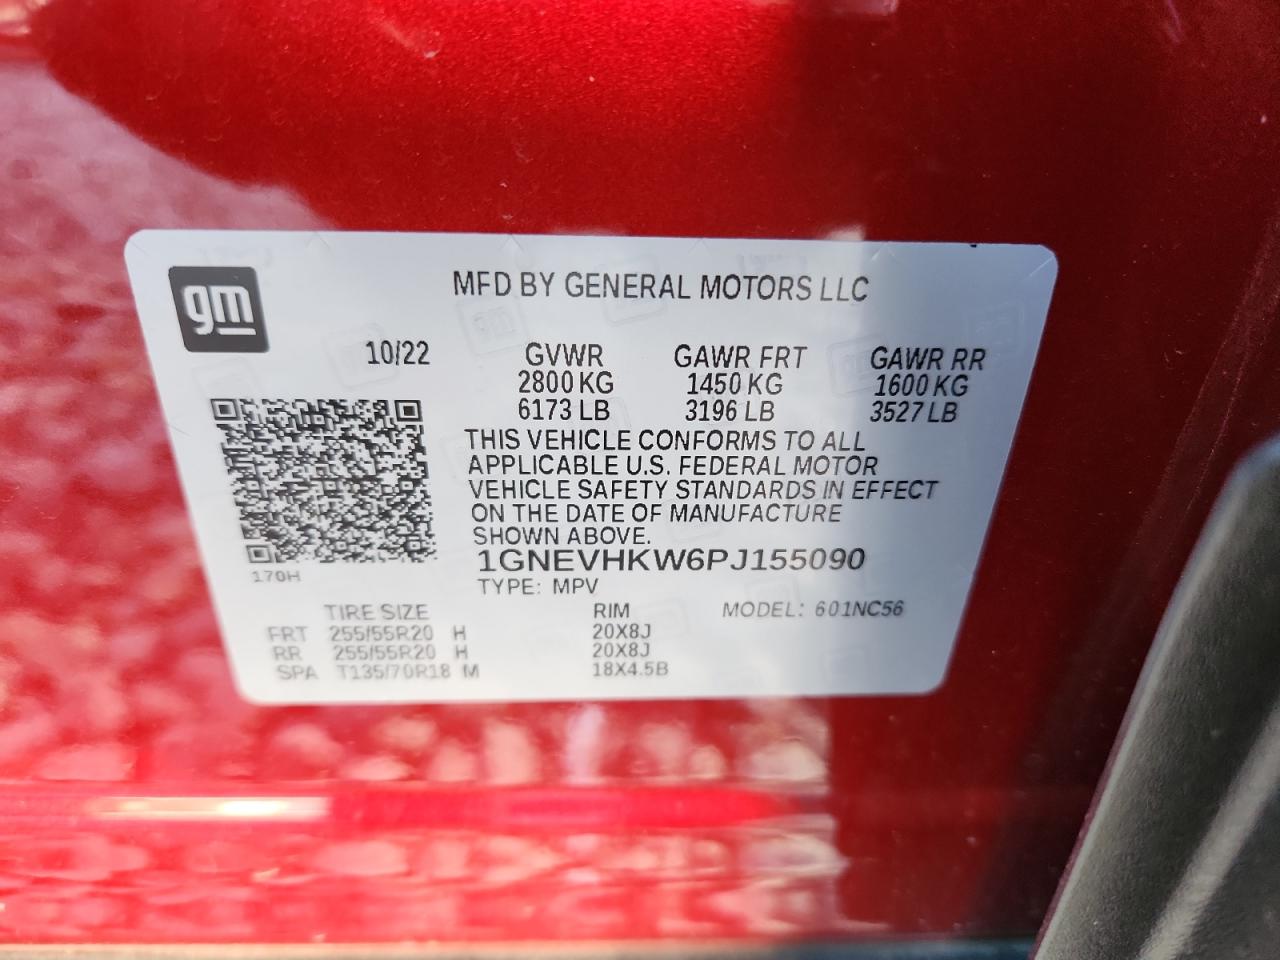 gm
MFD BY GENERAL MOTORS LLC
10/22 GVWR GAWR FRT GAWR RR
2800 KG 1450 KG 1600 KG
6173 LB 3196 LB 3527 LB
THIS VEHICLE CONFORMS TO ALL
APPLICABLE U.S. FEDERAL MOTOR
VEHICLE SAFETY STANDARDS IN EFFECT
ON THE DATE OF MANUFACTURE
SHOWN ABOVE.
1GNEVHKW6PJ155090
170H
TYPE: MPV
TIRE SIZE RIM MODEL: 601NC56
FRT 255/55R20 H 20X8J
RR 255/55R20 H 20X8J
SPA T135/70R18 M 18X4.5B